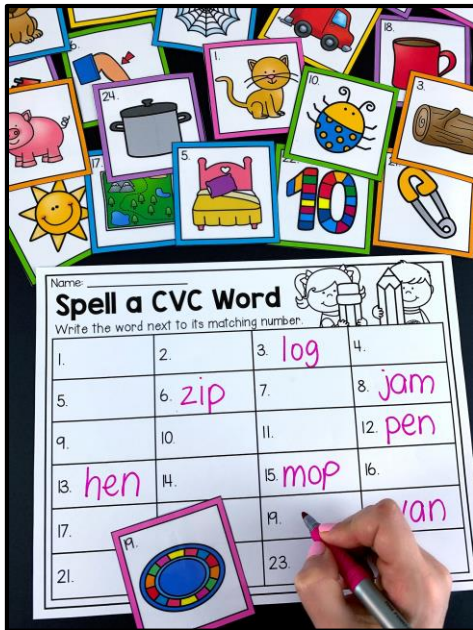 18.
1.
24.
10.
3.
17.
5.
10
Name:
Spell a CVC Word
Write the word next to its matching number.
1. 2. 3. log 4.
5. 6. zip 7. 8. jam
9. 10. 11. 12. pen
13. hen 14. 15. mop 16.
17. 19. van
21. 23.
19.